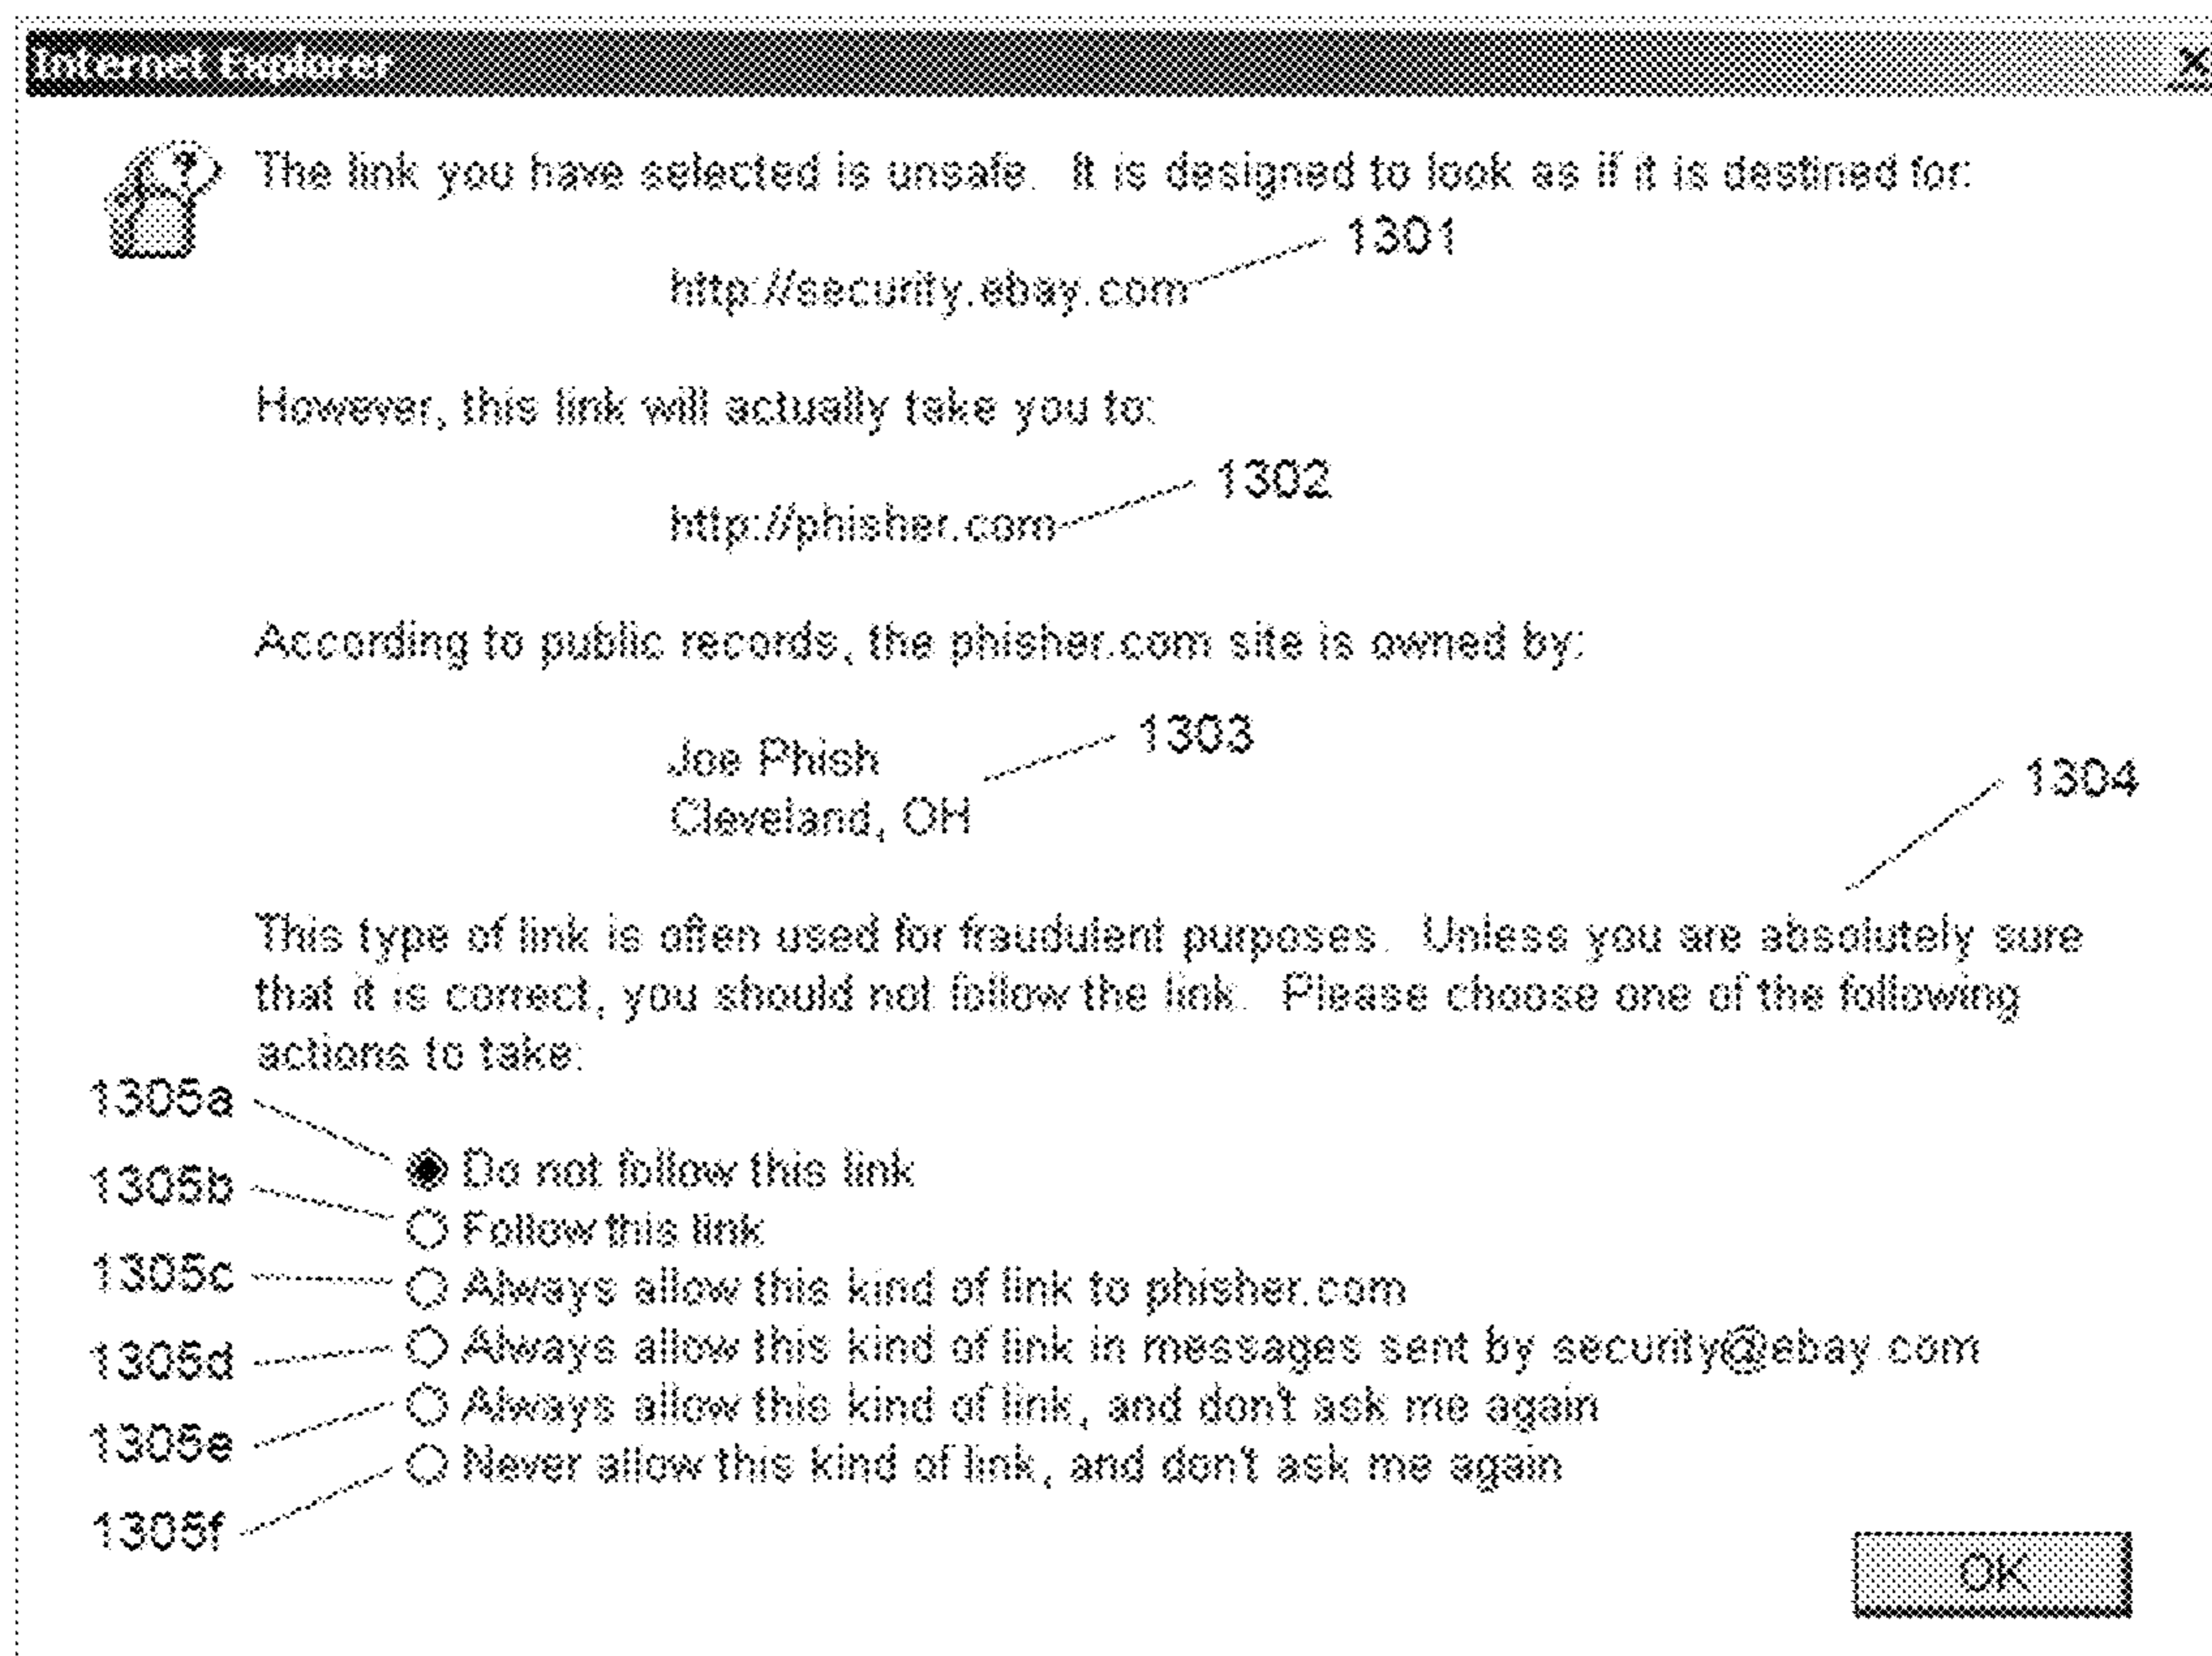 Internet Explorer
X
The link you have selected is unsafe. It is designed to look as if it is destined for:
1301
http://security.ebay.com
However, this link will actually take you to:
1302
http://phisher.com
According to public records, the phisher.com site is owned by:
1303
Joe Phish
Cleveland, OH
1304
This type of link is often used for fraudulent purposes. Unless you are absolutely sure
that it is correct, you should not follow the link. Please choose one of the following
actions to take:
1305a
Do not follow this link
1305b
Follow this link
1305c
Always allow this kind of link to phisher.com
1305d
Always allow this kind of link in messages sent by security@ebay.com
1305e
Always allow this kind of link, and don't ask me again
1305f
Never allow this kind of link, and don't ask me again
OK